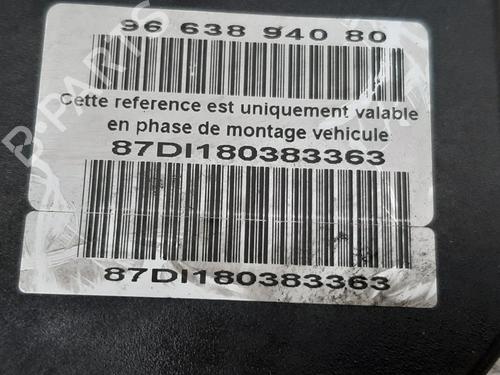 96 638 940 80
Cette reference est uniquement valable
en phase de montage vehicule
87DI180383363
87DI180383363